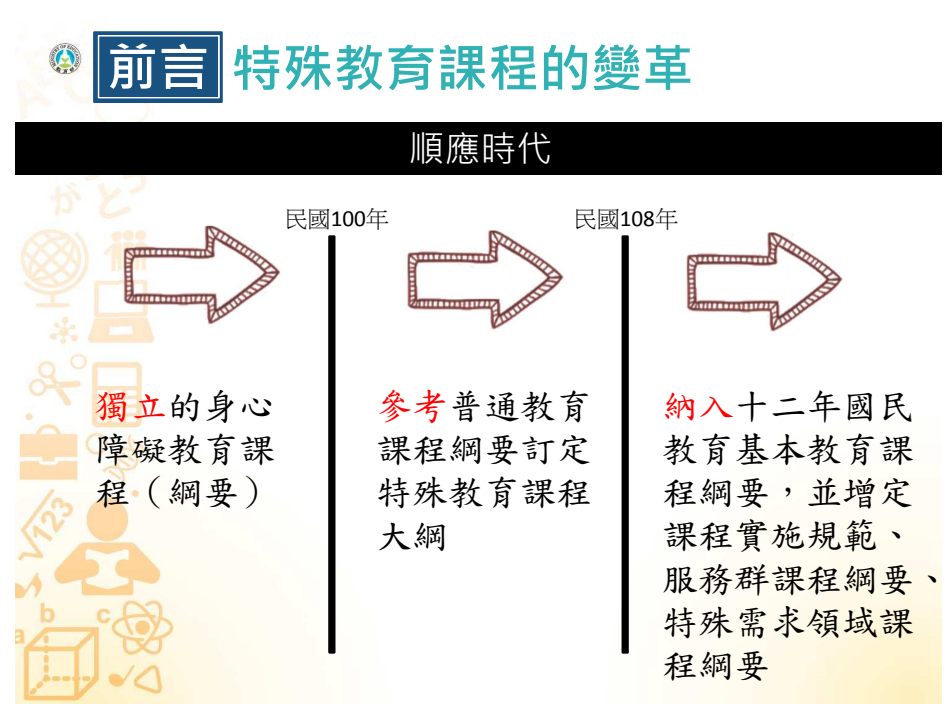 前言 特殊教育課程的變革
順應時代
民國100年
民國108年
獨立的身心
障礙教育課
程（綱要）
參考普通教育
課程綱要訂定
特殊教育課程
大綱
納入十二年國民
教育基本教育課
程綱要，並增定
課程實施規範、
服務群課程綱要、
特殊需求領域課
程綱要
が
と
√123
b
c
a